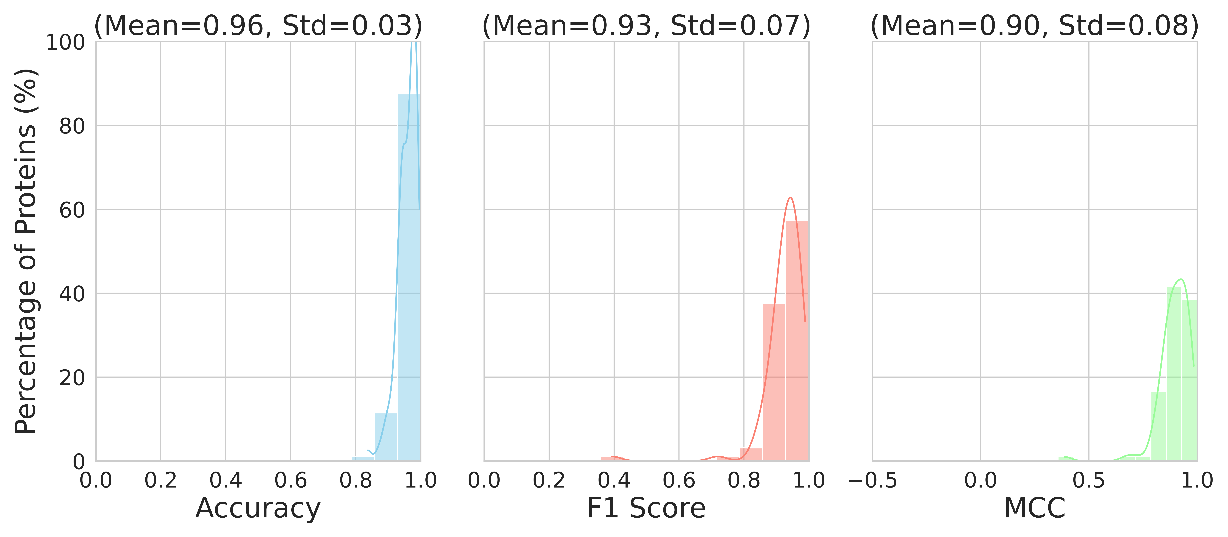 (Mean=0.96, Std=0.03) (Mean=0.93, Std=0.07) (Mean=0.90, Std=0.08)
Percentage of Proteins (%)
100
80
60
40
20
0
0.0 0.2 0.4 0.6 0.8 1.0 0.0 0.2 0.4 0.6 0.8 1.0 −0.5 0.0 0.5 1.0
Accuracy F1 Score MCC